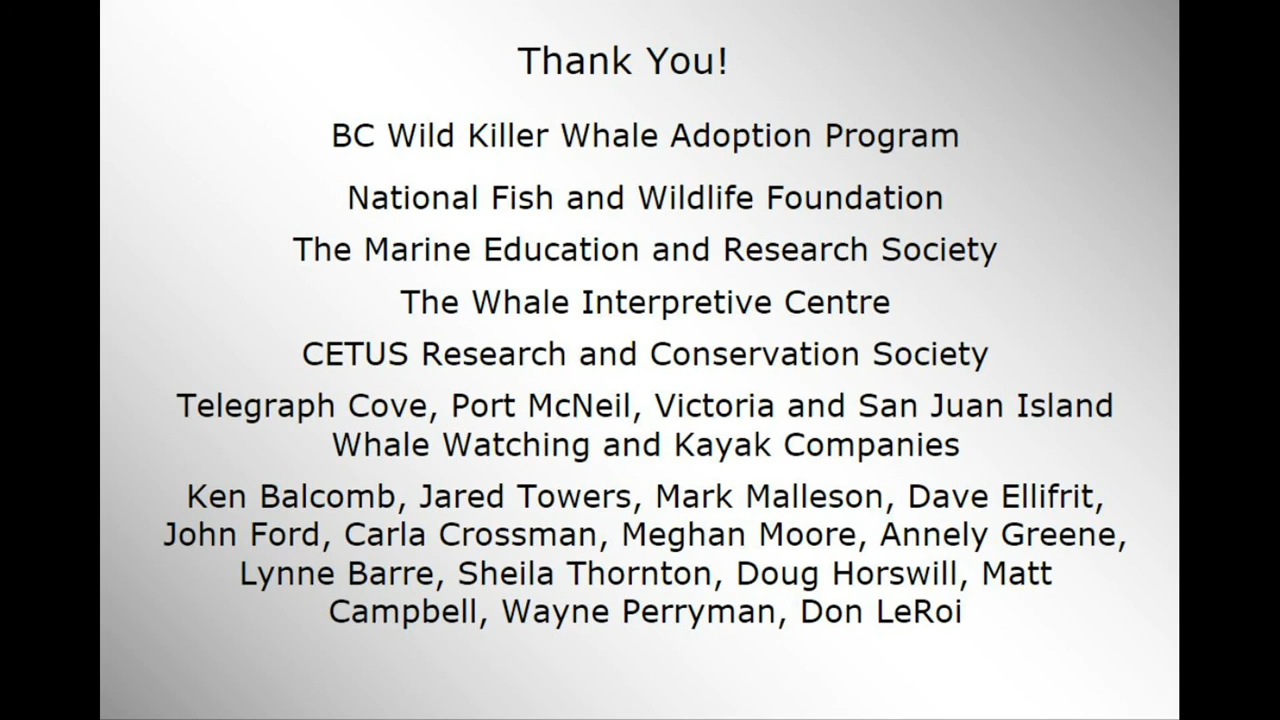 Thank You!
BC Wild Killer Whale Adoption Program
National Fish and Wildlife Foundation
The Marine Education and Research Society
The Whale Interpretive Centre
CETUS Research and Conservation Society
Telegraph Cove, Port McNeil, Victoria and San Juan Island
Whale Watching and Kayak Companies
Ken Balcomb, Jared Towers, Mark Malleson, Dave Ellifrit,
John Ford, Carla Crossman, Meghan Moore, Annely Greene,
Lynne Barre, Sheila Thornton, Doug Horswill, Matt
Campbell, Wayne Perryman, Don LeRoi